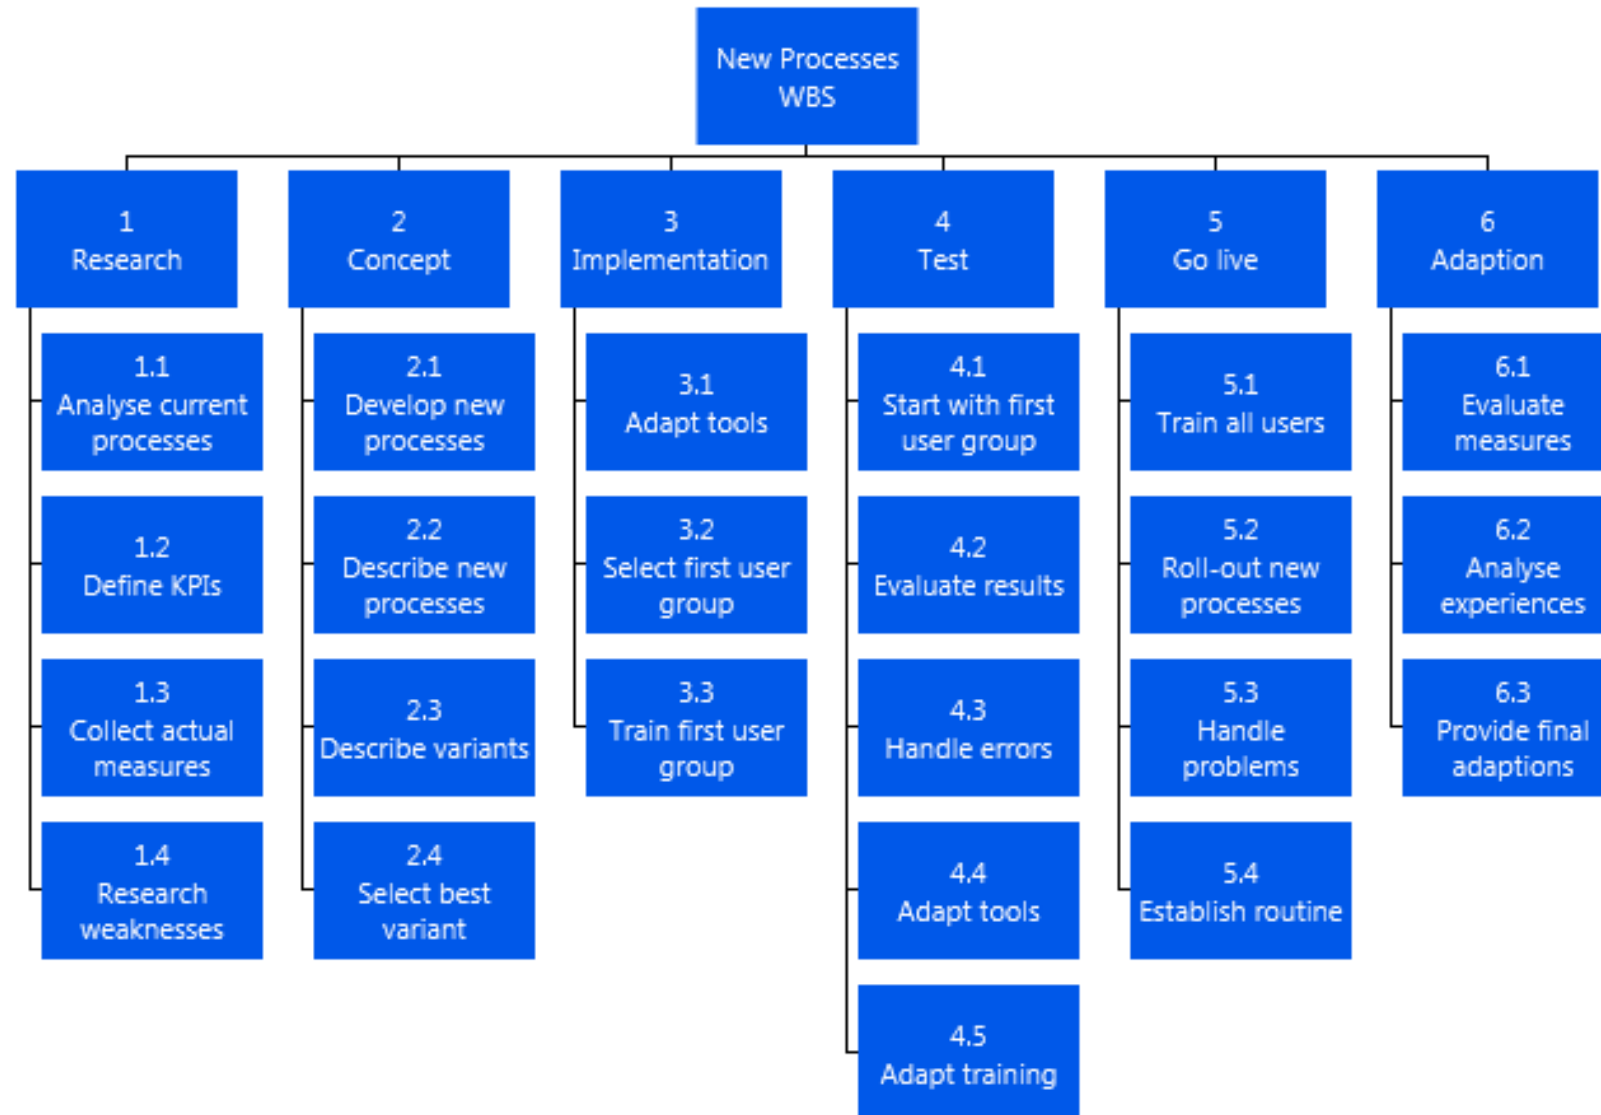 New Processes
WBS
1
Research
2
Concept
3
Implementation
4
Test
5
Go live
6
Adaption
1.1
Analyse current
processes
1.2
Define KPIs
1.3
Collect actual
measures
1.4
Research
weaknesses
2.1
Develop new
processes
2.2
Describe new
processes
2.3
Describe variants
2.4
Select best
variant
3.1
Adapt tools
3.2
Select first user
group
3.3
Train first user
group
4.1
Start with first
user group
4.2
Evaluate results
4.3
Handle errors
4.4
Adapt tools
4.5
Adapt training
5.1
Train all users
5.2
Roll-out new
processes
5.3
Handle
problems
5.4
Establish routine
6.1
Evaluate
measures
6.2
Analyse
experiences
6.3
Provide final
adaptions